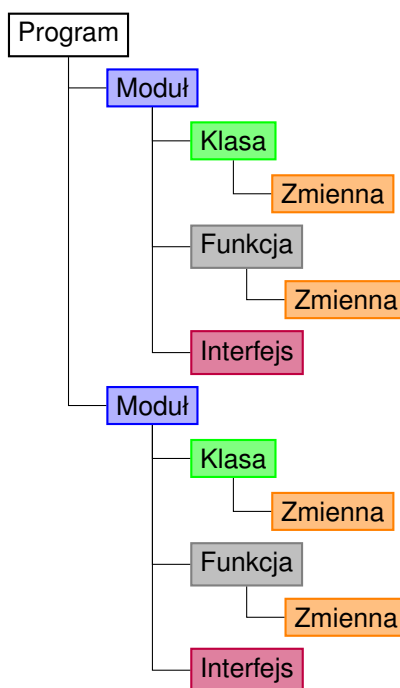 Program
Moduł
Klasa
Zmienna
Funkcja
Zmienna
Interfejs
Moduł
Klasa
Zmienna
Funkcja
Zmienna
Interfejs